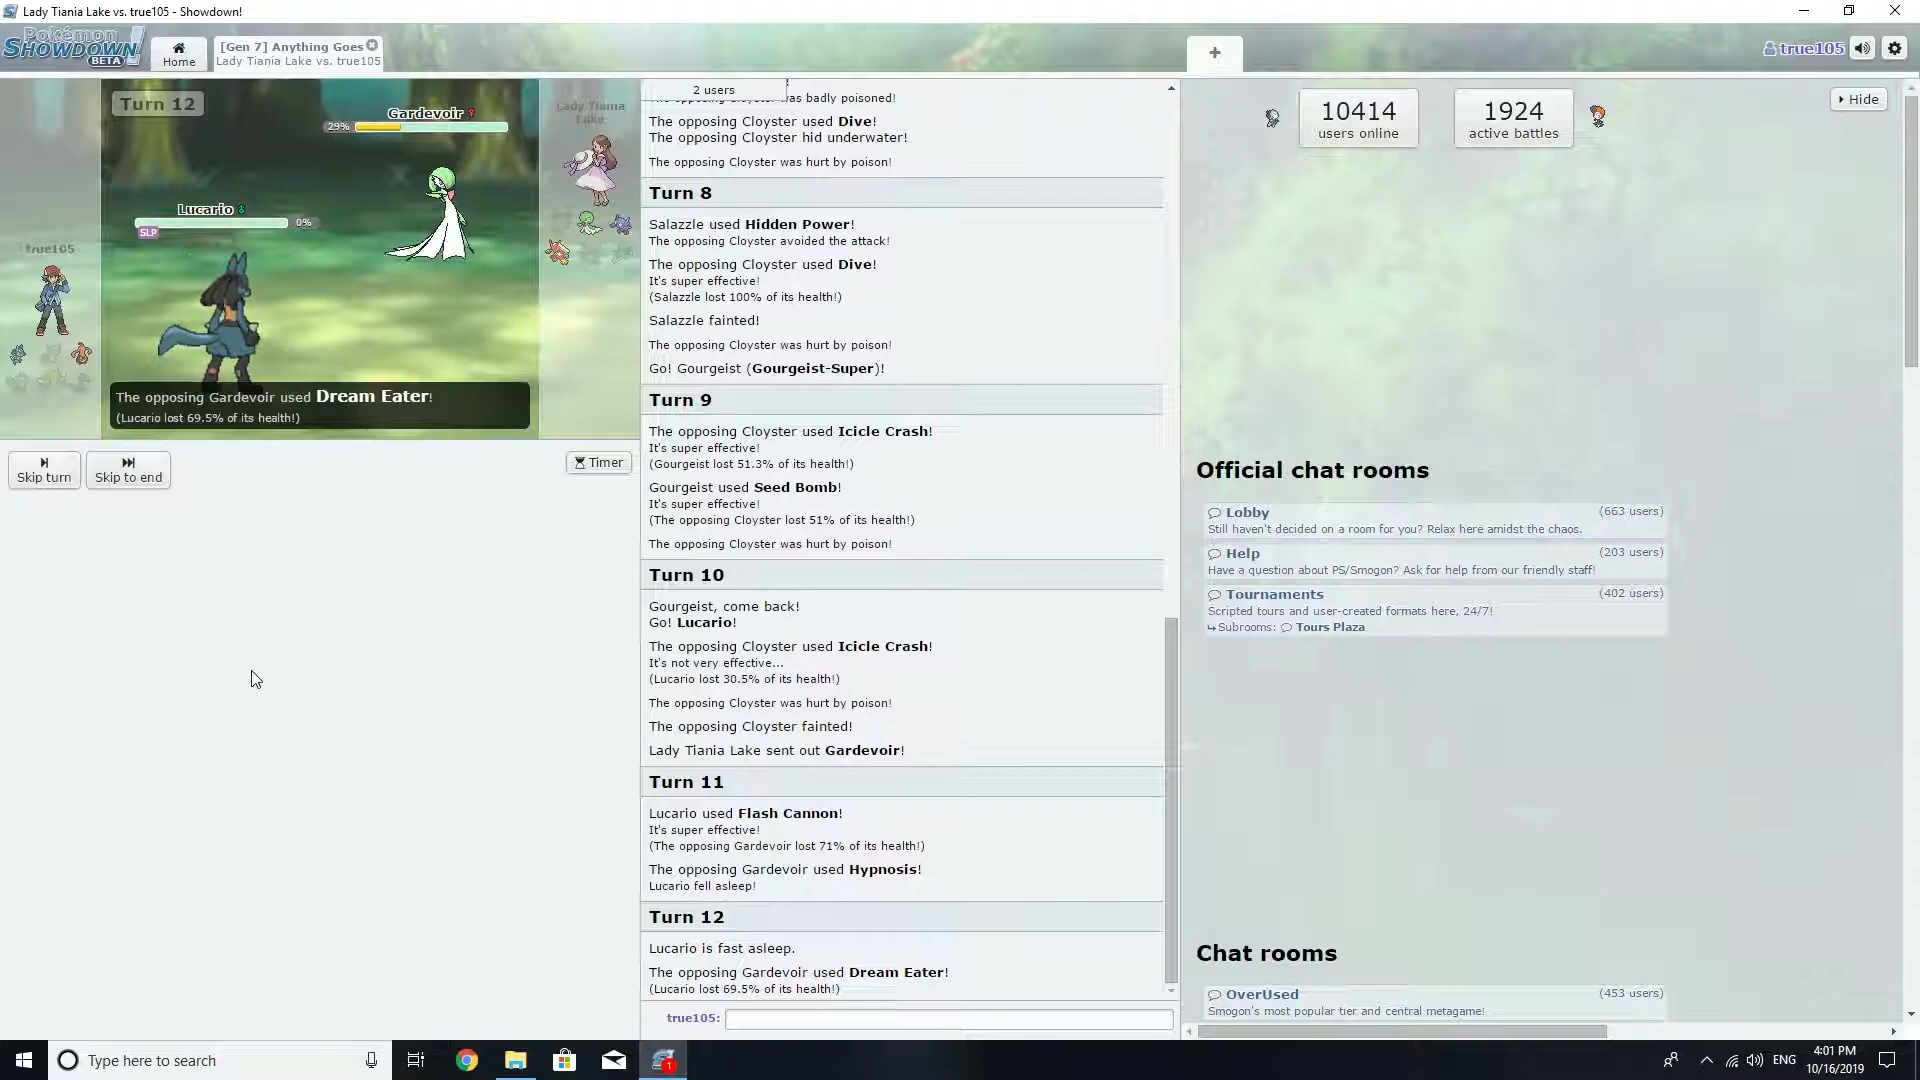 Lady Tiania Lake vs. true105 - Showdown!
Pokémon
SHOWDOWN!
BETA
Home
[Gen 7] Anything Goes
Lady Tiania Lake vs. true105
+
true105
Turn 12
Gardevoir
29%
Lucario
0%
SLP
true105
Lady Tiania
Lake
The opposing Gardevoir used Dream Eater!
(Lucario lost 69.5% of its health!)
Skip turn
Skip to end
Timer
2 users
was badly poisoned!
The opposing Cloyster used Dive!
The opposing Cloyster hid underwater!
The opposing Cloyster was hurt by poison!
Turn 8
Salazzle used Hidden Power!
The opposing Cloyster avoided the attack!
The opposing Cloyster used Dive!
It's super effective!
(Salazzle lost 100% of its health!)
Salazzle fainted!
The opposing Cloyster was hurt by poison!
Go! Gourgeist (Gourgeist-Super)!
Turn 9
The opposing Cloyster used Icicle Crash!
It's super effective!
(Gourgeist lost 51.3% of its health!)
Gourgeist used Seed Bomb!
It's super effective!
(The opposing Cloyster lost 51% of its health!)
The opposing Cloyster was hurt by poison!
Turn 10
Gourgeist, come back!
Go! Lucario!
The opposing Cloyster used Icicle Crash!
It's not very effective...
(Lucario lost 30.5% of its health!)
The opposing Cloyster was hurt by poison!
The opposing Cloyster fainted!
Lady Tiania Lake sent out Gardevoir!
Turn 11
Lucario used Flash Cannon!
It's super effective!
(The opposing Gardevoir lost 71% of its health!)
The opposing Gardevoir used Hypnosis!
Lucario fell asleep!
Turn 12
Lucario is fast asleep.
The opposing Gardevoir used Dream Eater!
(Lucario lost 69.5% of its health!)
true105:
10414
users online
1924
active battles
Hide
Official chat rooms
Lobby (663 users)
Still haven't decided on a room for you? Relax here amidst the chaos.
Help (203 users)
Have a question about PS/Smogon? Ask for help from our friendly staff!
Tournaments (402 users)
Scripted tours and user-created formats here, 24/7!
Subrooms: Tours Plaza
Chat rooms
OverUsed (453 users)
Smogon's most popular tier and central metagame!
Type here to search
1
ENG
4:01 PM
10/16/2019